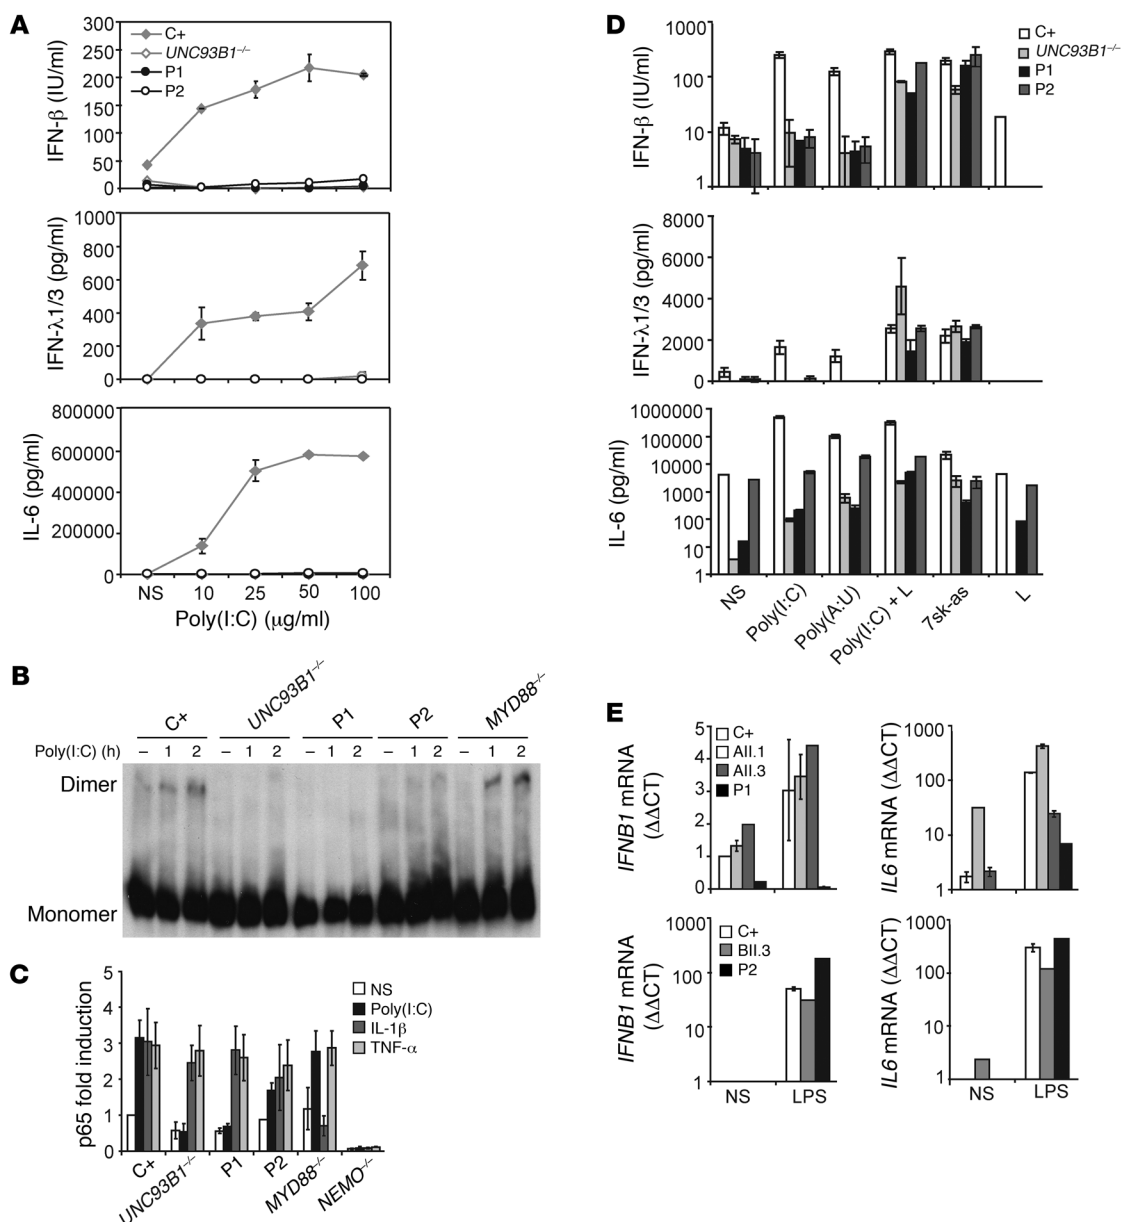 A
IFN-β (IU/ml)
300
250
200
150
100
50
0
C+
UNC93B1–/–
P1
P2
IFN-λ1/3 (pg/ml)
1000
800
600
400
200
0
IL-6 (pg/ml)
800000
600000
400000
200000
0
NS 10 25 50 100
Poly(I:C) (μg/ml)
B
C+ UNC93B1–/– P1 P2 MYD88–/–
Poly(I:C) (h) – 1 2 – 1 2 – 1 2 – 1 2 – 1 2
Dimer
Monomer
C
p65 fold induction
5
4
3
2
1
0
NS
Poly(I:C)
IL-1β
TNF-α
C+ UNC93B1–/– P1 P2 MYD88–/– NEMO–/–
D
IFN-β (IU/ml)
1000
100
10
1
C+
UNC93B1–/–
P1
P2
IFN-λ1/3 (pg/ml)
8000
6000
4000
2000
0
IL-6 (pg/ml)
1000000
100000
10000
1000
100
10
1
NS Poly(I:C) Poly(A:U) Poly(I:C) + L 7sk-as L
E
IFNB1 mRNA
(ΔΔCT)
5
4
3
2
1
0
C+
AII.1
AII.3
P1
IL6 mRNA (ΔΔCT)
1000
100
10
1
IFNB1 mRNA
(ΔΔCT)
1000
100
10
1
C+
BII.3
P2
NS LPS
IL6 mRNA (ΔΔCT)
1000
100
10
1
NS LPS